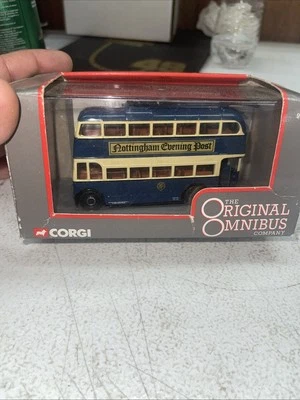 Nottingham Evening Post
CORGI
THE
ORIGINAL
OMNIBUS
COMPANY